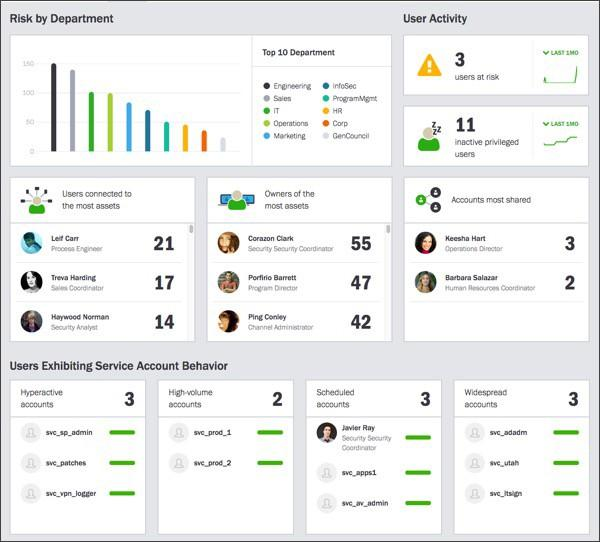 Risk by Department
150
100
50
0
Top 10 Department
Engineering
InfoSec
Sales
ProgramMgmt
IT
HR
Operations
Corp
Marketing
GenCouncil
User Activity
3
users at risk
LAST 1MO
11
inactive privileged
users
LAST 1MO
Users connected to
the most assets
Leif Carr
Process Engineer
21
Treva Harding
Sales Coordinator
17
Haywood Norman
Security Analyst
14
Owners of the
most assets
Corazon Clark
Security Security Coordinator
55
Porfirio Barrett
Program Director
47
Ping Conley
Channel Administrator
42
Accounts most shared
Keesha Hart
Operations Director
3
Barbara Salazar
Human Resources Coordinator
2
Users Exhibiting Service Account Behavior
Hyperactive
accounts
3
svc_sp_admin
svc_patches
svc_vpn_logger
High-volume
accounts
2
svc_prod_1
svc_prod_2
Scheduled
accounts
3
Javier Ray
Security Security
Coordinator
svc_apps1
svc_av_admin
Widespread
accounts
3
svc_adadm
svc_utah
svc_itsign